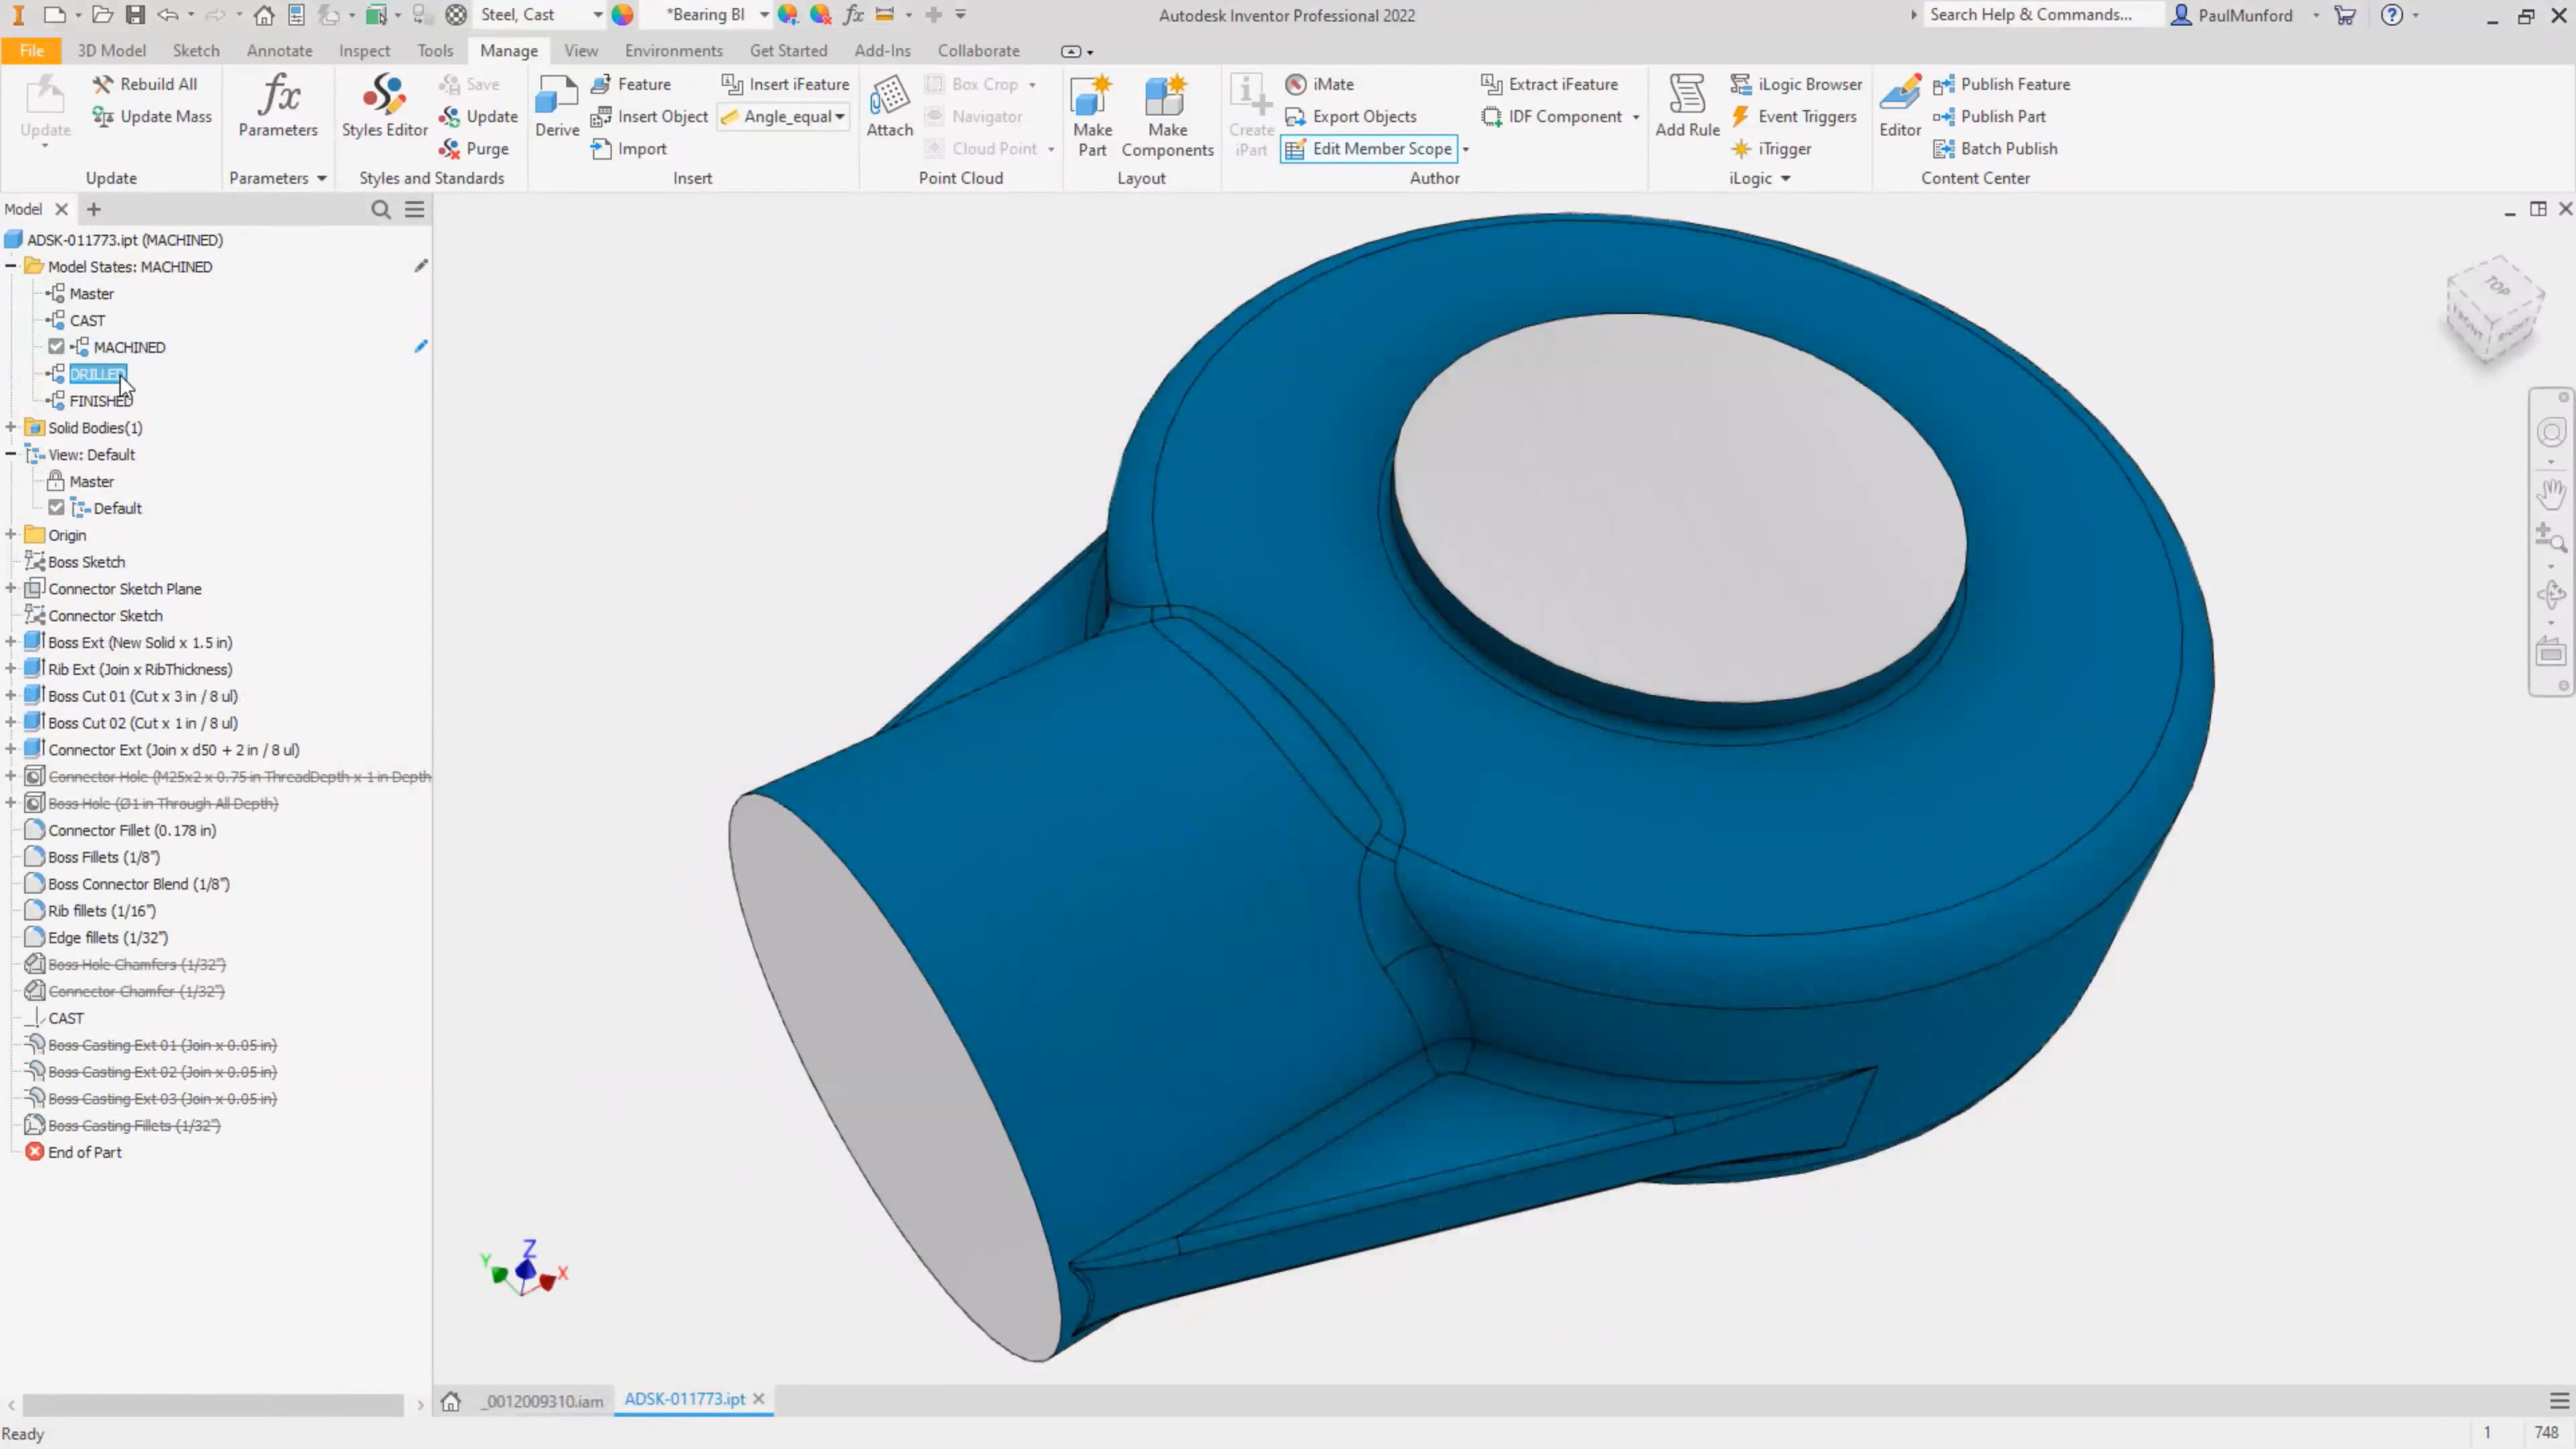 Steel, Cast
*Bearing Bl
fx
Autodesk Inventor Professional 2022
Search Help & Commands...
PaulMunford
File
3D Model
Sketch
Annotate
Inspect
Tools
Manage
View
Environments
Get Started
Add-Ins
Collaborate
Update
Rebuild All
Update Mass
Update
fx
Parameters
Parameters
Styles Editor
Save
Update
Purge
Styles and Standards
Derive
Feature
Insert Object
Import
Insert iFeature
Angle_equal
Insert
Attach
Box Crop
Navigator
Cloud Point
Point Cloud
Make
Part
Make
Components
Layout
Create
iPart
iMate
Export Objects
Edit Member Scope
Extract iFeature
IDF Component
Author
Add Rule
iLogic Browser
Event Triggers
iTrigger
iLogic
Editor
Publish Feature
Publish Part
Batch Publish
Content Center
Model
ADSK-011773.ipt (MACHINED)
Model States: MACHINED
Master
CAST
MACHINED
DRILLED
FINISHED
Solid Bodies(1)
View: Default
Master
Default
Origin
Boss Sketch
Connector Sketch Plane
Connector Sketch
Boss Ext (New Solid x 1.5 in)
Rib Ext (Join x RibThickness)
Boss Cut 01 (Cut x 3 in / 8 ul)
Boss Cut 02 (Cut x 1 in / 8 ul)
Connector Ext (Join x d50 + 2 in / 8 ul)
Connector Hole (M25x2 x 0.75 in ThreadDepth x 1 in Depth
Boss Hole (Ø1 in Through All Depth)
Connector Fillet (0.178 in)
Boss Fillets (1/8")
Boss Connector Blend (1/8")
Rib fillets (1/16")
Edge fillets (1/32")
Boss Hole Chamfers (1/32")
Connector Chamfer (1/32")
CAST
Boss Casting Ext 01 (Join x 0.05 in)
Boss Casting Ext 02 (Join x 0.05 in)
Boss Casting Ext 03 (Join x 0.05 in)
Boss Casting Fillets (1/32")
End of Part
TOP
FRONT
RIGHT
Z
Y
X
_0012009310.iam
ADSK-011773.ipt
Ready
1
748